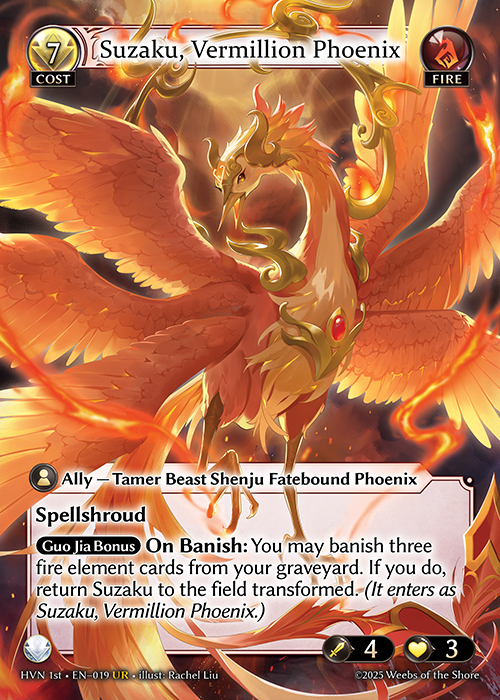 7
COST
Suzaku, Vermillion Phoenix
FIRE
Ally — Tamer Beast Shenju Fatebound Phoenix
Spellshroud
Guo Jia Bonus On Banish: You may banish three
fire element cards from your graveyard. If you do,
return Suzaku to the field transformed. (It enters as
Suzaku, Vermillion Phoenix.)
4
3
HVN 1st • EN-019 UR • illust: Rachel Liu
©2025 Weebs of the Shore